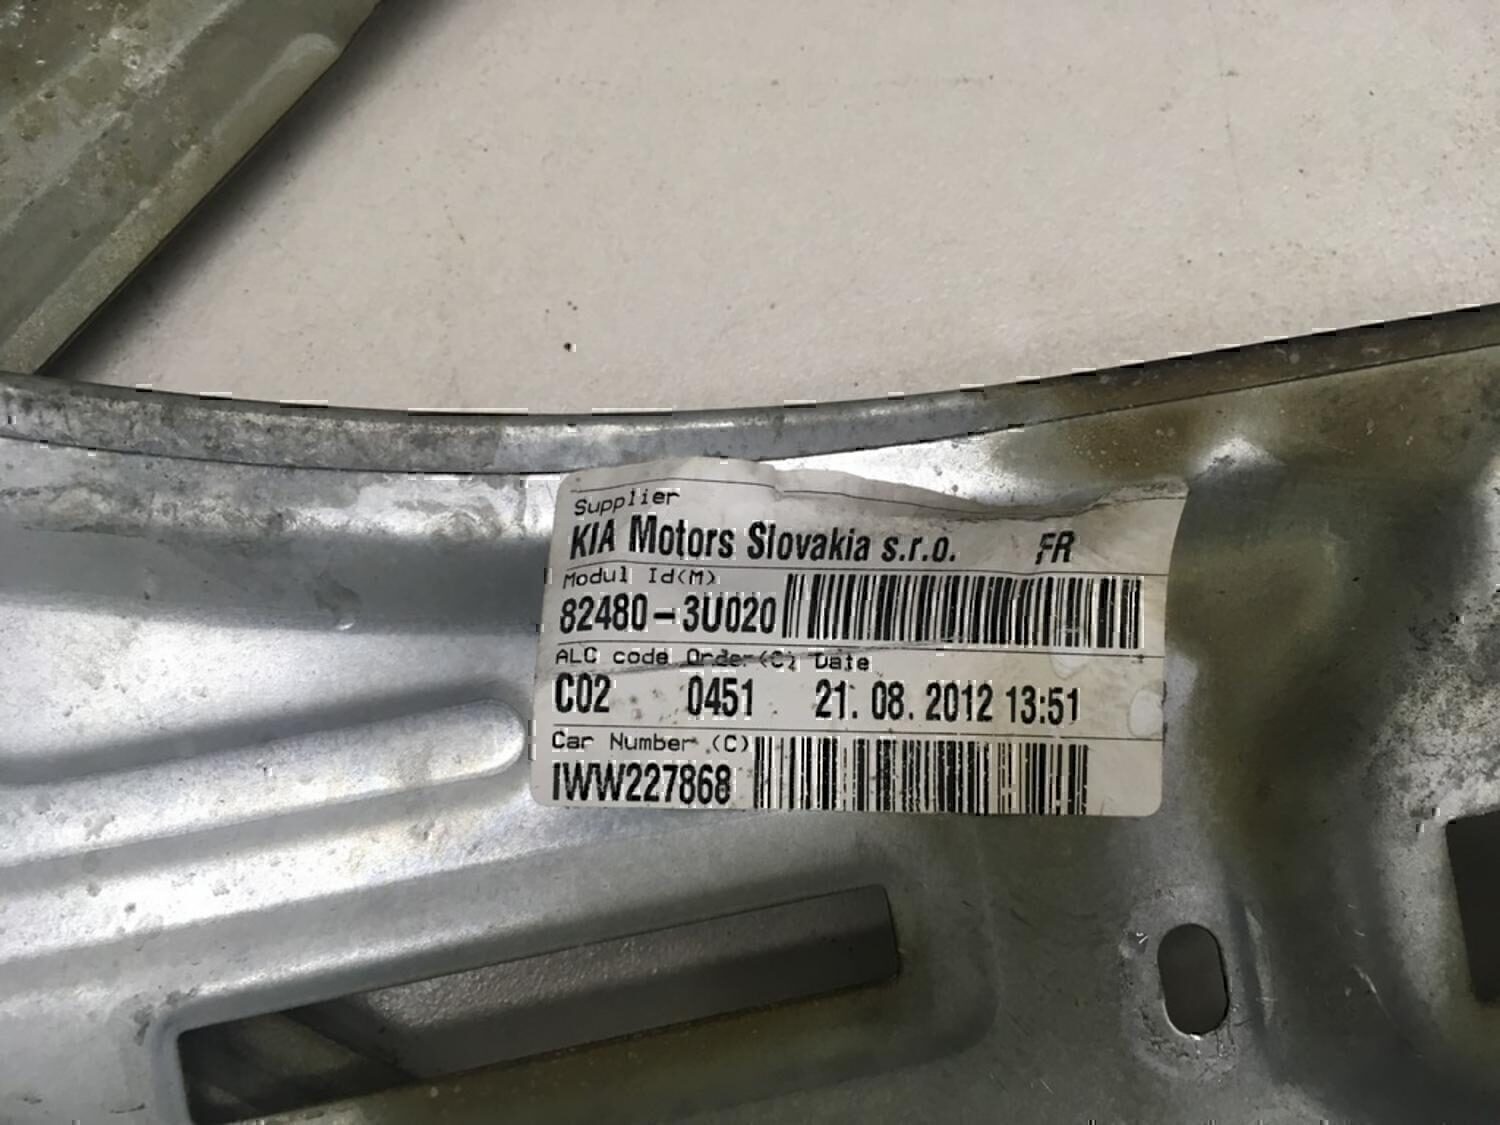 Supplier
KIA Motors Slovakia s.r.o. FR
Modul Id(M)
82480-3U020
ALC code Order(C) Date
C02 0451 21. 08. 2012 13:51
Car Number (C)
IWW227868